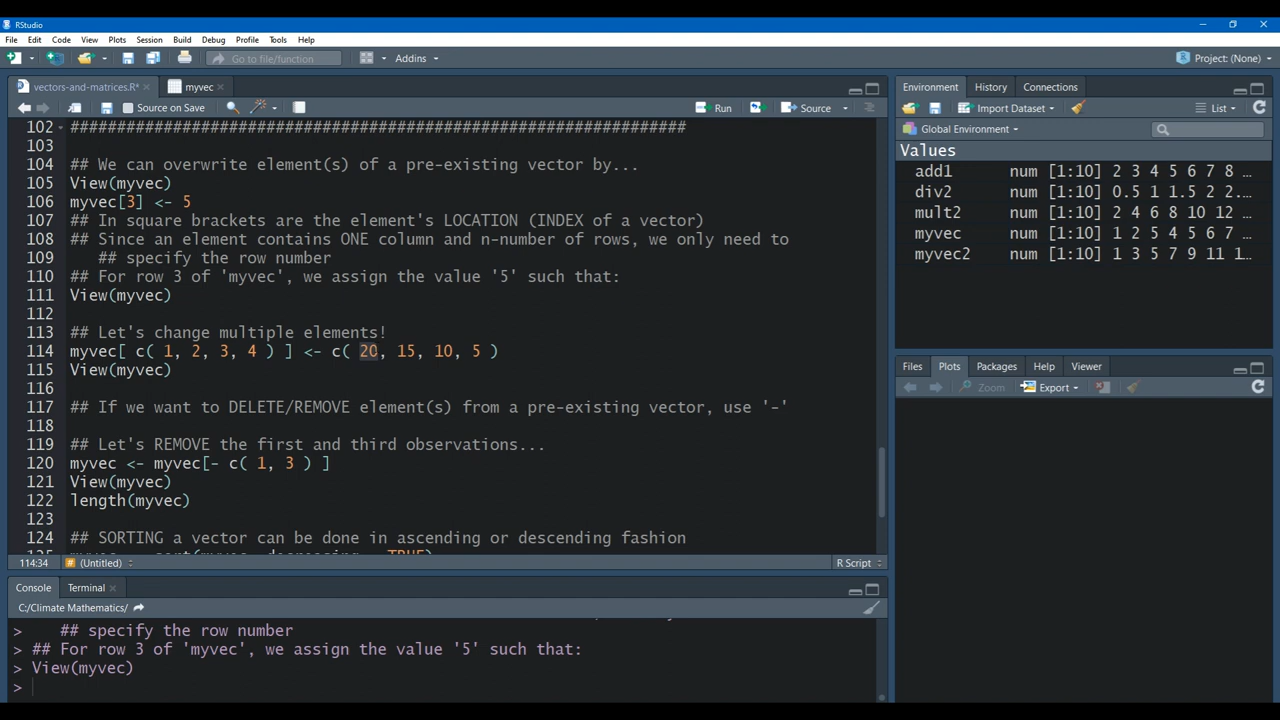 RStudio
File Edit Code View Plots Session Build Debug Profile Tools Help
Go to file/function Addins Project: (None)
vectors-and-matrices.R* myvec
Source on Save Run Source
102 ##################################################################
103
104 ## We can overwrite element(s) of a pre-existing vector by...
105 View(myvec)
106 myvec[3] <- 5
107 ## In square brackets are the element's LOCATION (INDEX of a vector)
108 ## Since an element contains ONE column and n-number of rows, we only need to
109 ## specify the row number
110 ## For row 3 of 'myvec', we assign the value '5' such that:
111 View(myvec)
112
113 ## Let's change multiple elements!
114 myvec[ c( 1, 2, 3, 4 ) ] <- c( 20, 15, 10, 5 )
115 View(myvec)
116
117 ## If we want to DELETE/REMOVE element(s) from a pre-existing vector, use '-'
118
119 ## Let's REMOVE the first and third observations...
120 myvec <- myvec[- c( 1, 3 ) ]
121 View(myvec)
122 length(myvec)
123
124 ## SORTING a vector can be done in ascending or descending fashion
114:34 # (Untitled) R Script
Console Terminal
C:/Climate Mathematics/
> ## specify the row number
> ## For row 3 of 'myvec', we assign the value '5' such that:
> View(myvec)
>
Environment History Connections
Import Dataset List
Global Environment
Values
add1 num [1:10] 2 3 4 5 6 7 8 …
div2 num [1:10] 0.5 1 1.5 2 2.…
mult2 num [1:10] 2 4 6 8 10 12 …
myvec num [1:10] 1 2 5 4 5 6 7 …
myvec2 num [1:10] 1 3 5 7 9 11 1…
Files Plots Packages Help Viewer
Zoom Export